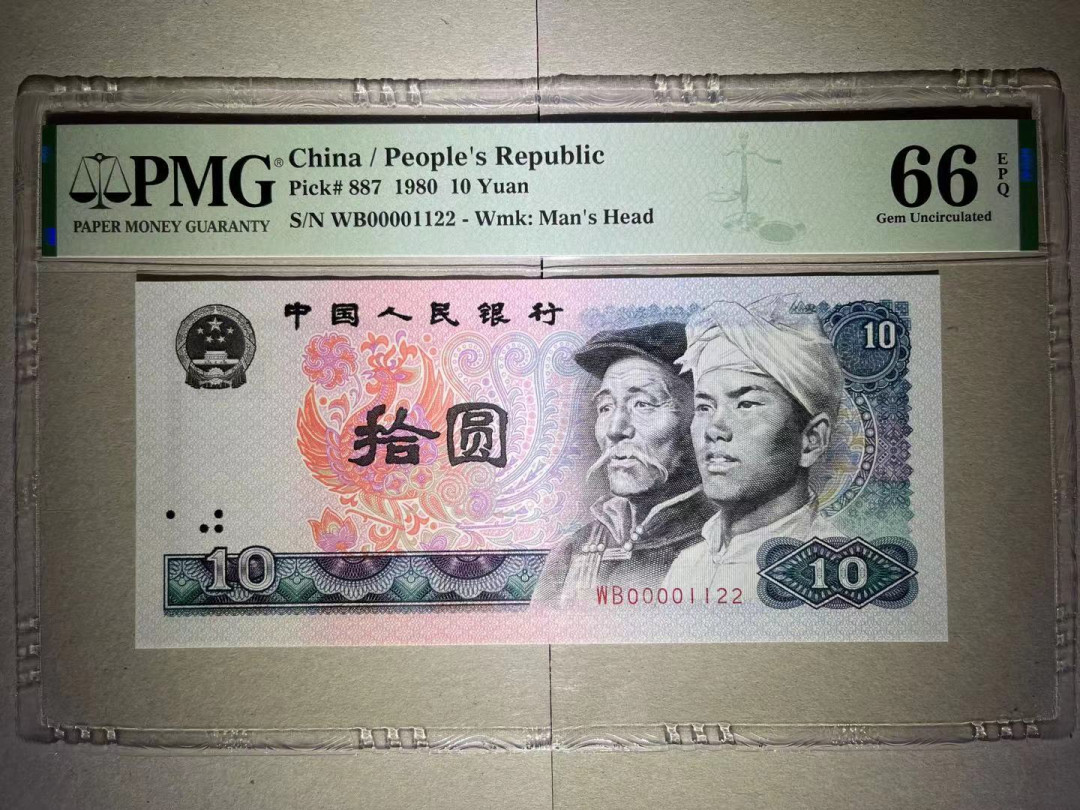 PMG®
PAPER MONEY GUARANTY
China / People's Republic
Pick# 887 1980 10 Yuan
S/N WB00001122 - Wmk: Man's Head
66
EPQ
Gem Uncirculated
中国人民银行
10
拾圆
10
WB00001122
10